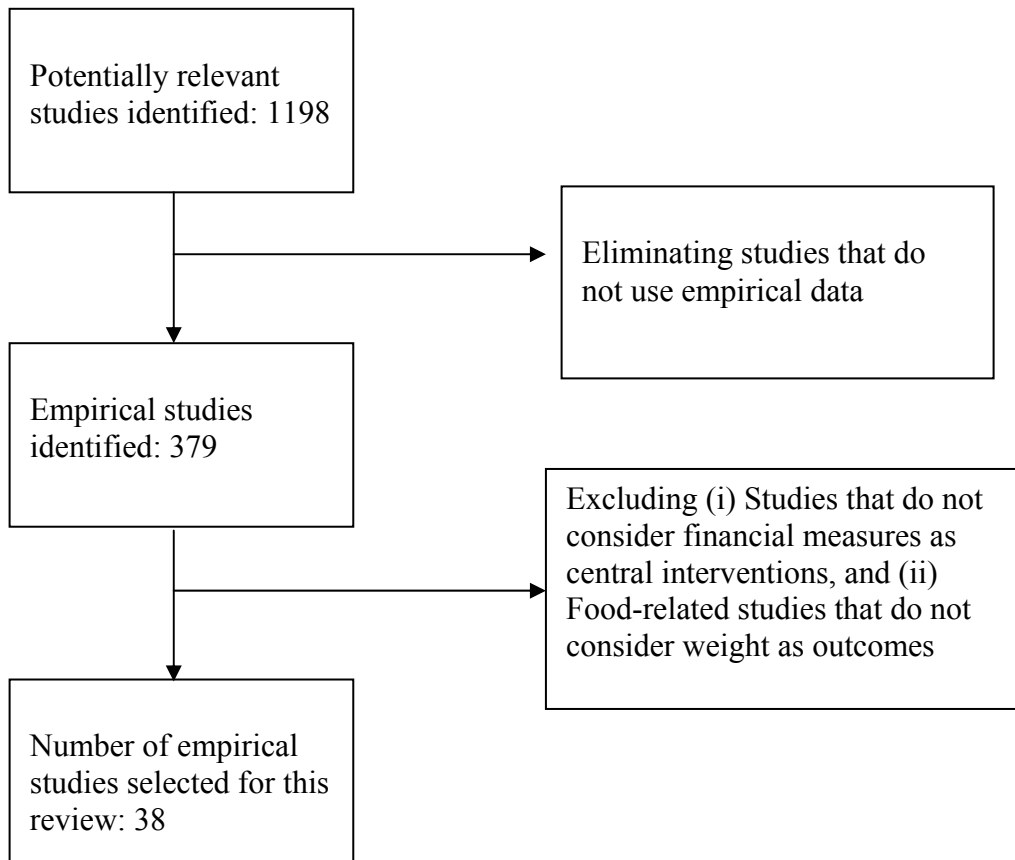 Potentially relevant
studies identified: 1198
Eliminating studies that do
not use empirical data
Empirical studies
identified: 379
Excluding (i) Studies that do not
consider financial measures as
central interventions, and (ii)
Food-related studies that do not
consider weight as outcomes
Number of empirical
studies selected for this
review: 38